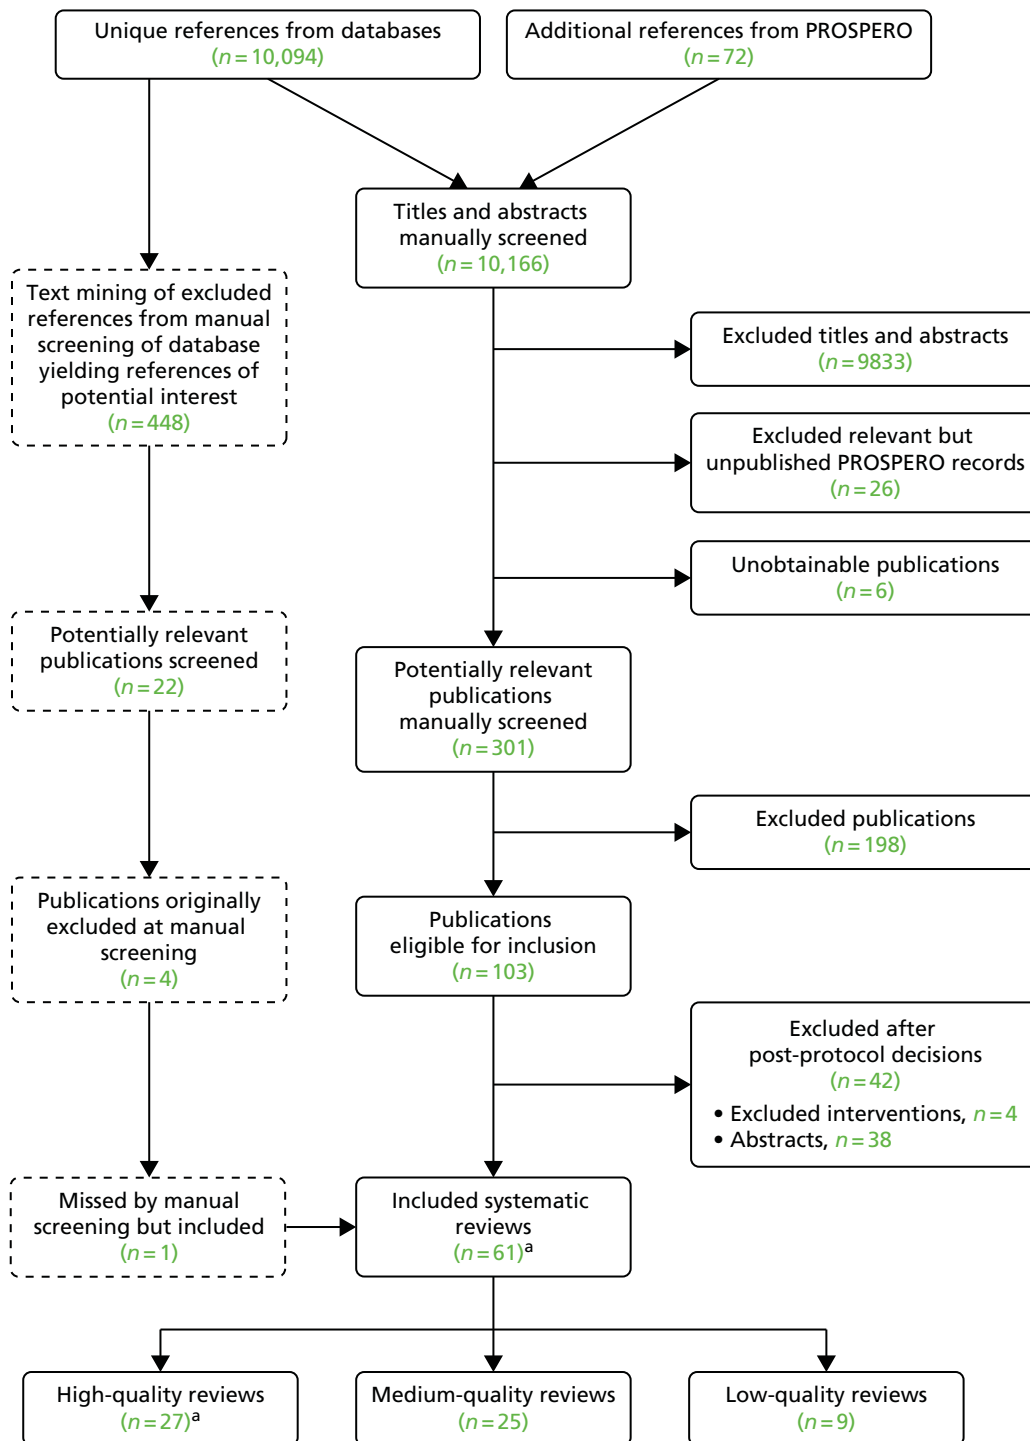 Unique references from databases
(n = 10,094)
Additional references from PROSPERO
(n = 72)
Titles and abstracts
manually screened
(n = 10,166)
Text mining of excluded
references from manual
screening of database
yielding references of
potential interest
(n = 448)
Excluded titles and abstracts
(n = 9833)
Excluded relevant but
unpublished PROSPERO records
(n = 26)
Unobtainable publications
(n = 6)
Potentially relevant
publications screened
(n = 22)
Potentially relevant
publications
manually screened
(n = 301)
Excluded publications
(n = 198)
Publications originally
excluded at manual
screening
(n = 4)
Publications
eligible for inclusion
(n = 103)
Excluded after
post-protocol decisions
(n = 42)
• Excluded interventions, n = 4
• Abstracts, n = 38
Missed by manual
screening but included
(n = 1)
Included systematic
reviews
(n = 61)a
High-quality reviews
(n = 27)a
Medium-quality reviews
(n = 25)
Low-quality reviews
(n = 9)